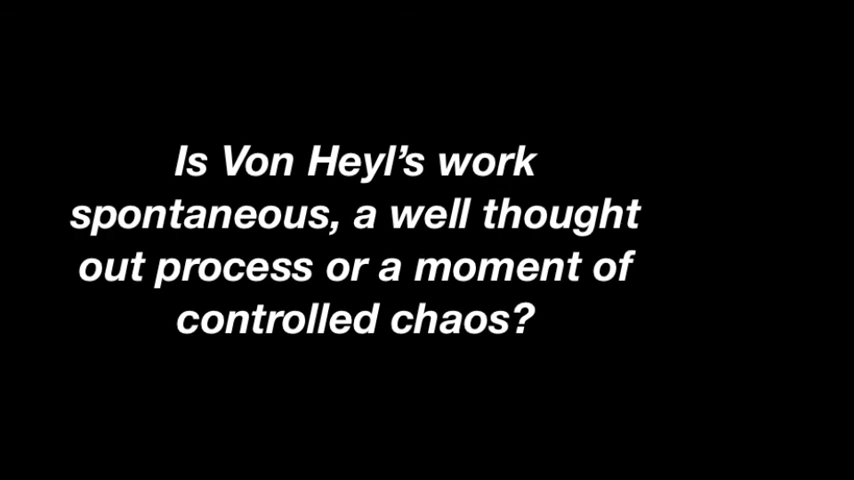 Is Von Heyl’s work
spontaneous, a well thought
out process or a moment of
controlled chaos?